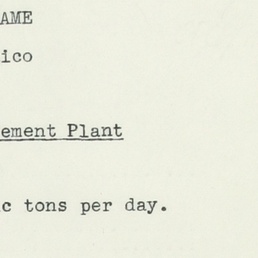 AME
ico
ement Plant
c tons per day.